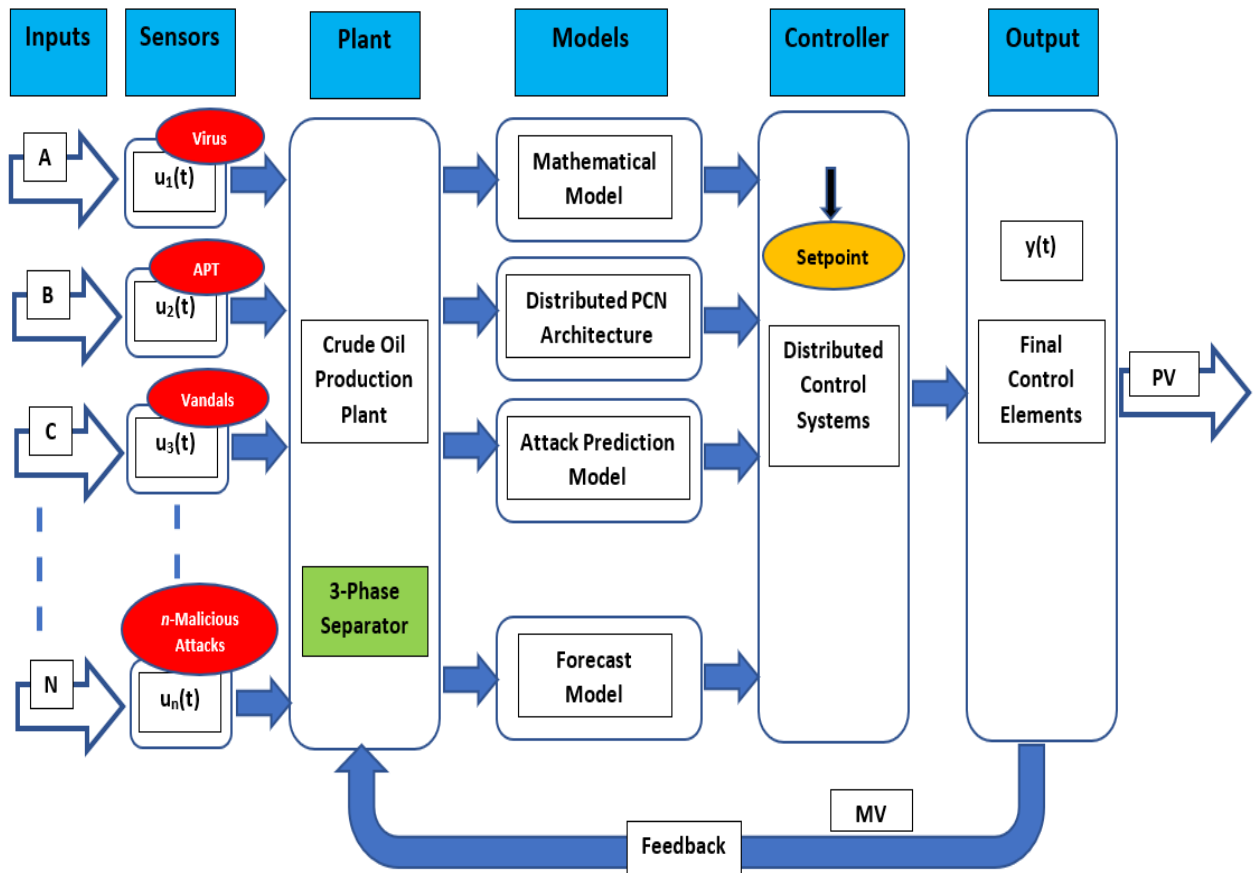 Inputs
Sensors
Plant
Models
Controller
Output
A
Virus
u₁(t)
B
APT
u₂(t)
C
Vandals
u₃(t)
N
n-Malicious
Attacks
uₙ(t)
Crude Oil
Production
Plant
3-Phase
Separator
Mathematical
Model
Distributed PCN
Architecture
Attack Prediction
Model
Forecast
Model
Setpoint
Distributed
Control
Systems
y(t)
Final
Control
Elements
PV
MV
Feedback